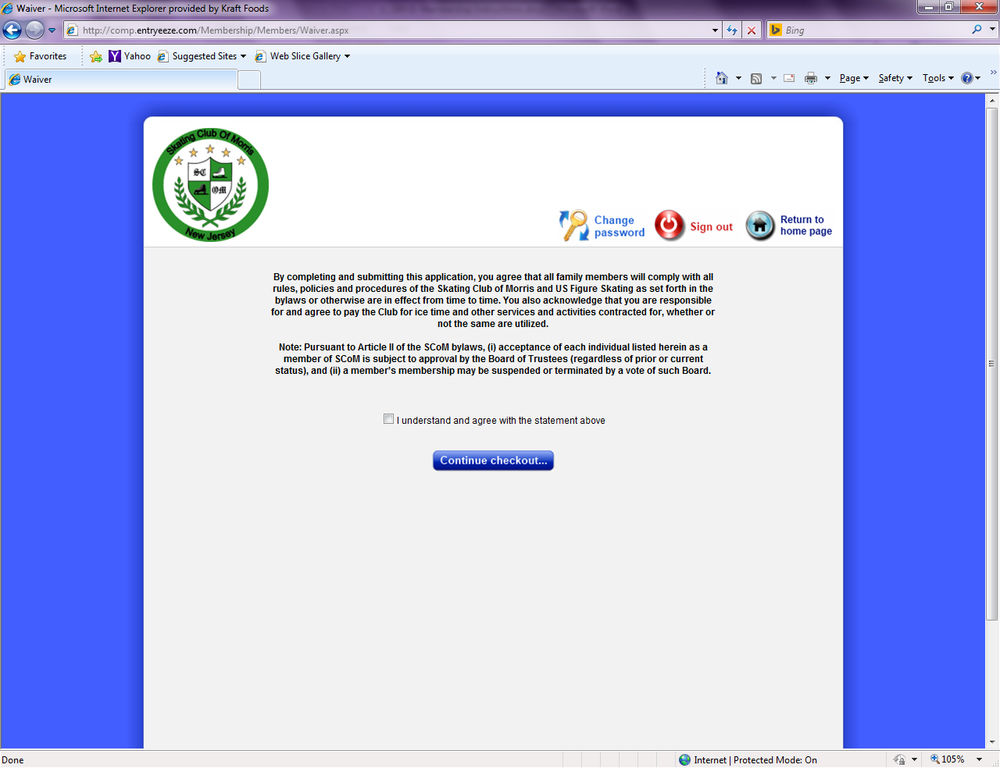 Waiver - Microsoft Internet Explorer provided by Kraft Foods
http://comp.entryeeze.com/Membership/Members/Waiver.aspx
Bing
Favorites
Yahoo
Suggested Sites
Web Slice Gallery
Waiver
Page
Safety
Tools
Skating Club Of Morris
SC
OM
New Jersey
Change
password
Sign out
Return to
home page
By completing and submitting this application, you agree that all family members will comply with all
rules, policies and procedures of the Skating Club of Morris and US Figure Skating as set forth in the
bylaws or otherwise are in effect from time to time. You also acknowledge that you are responsible
for and agree to pay the Club for ice time and other services and activities contracted for, whether or
not the same are utilized.
Note: Pursuant to Article II of the SCoM bylaws, (i) acceptance of each individual listed herein as a
member of SCoM is subject to approval by the Board of Trustees (regardless of prior or current
status), and (ii) a member's membership may be suspended or terminated by a vote of such Board.
I understand and agree with the statement above
Continue checkout...
Done
Internet | Protected Mode: On
105%